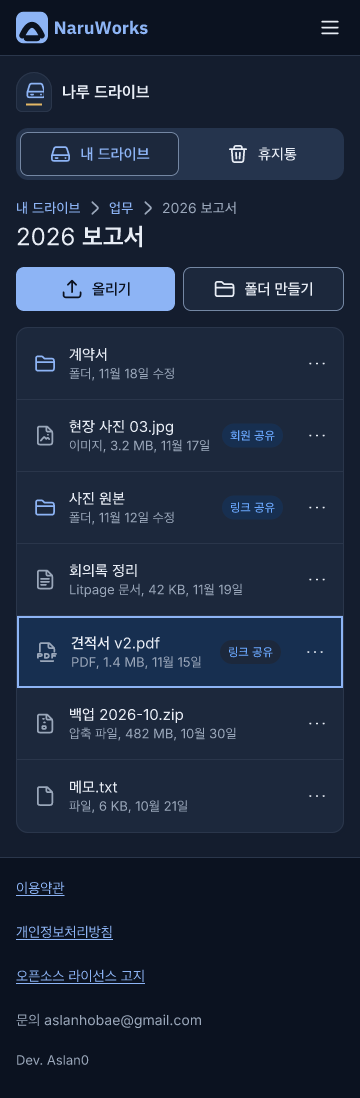 NaruWorks
나루 드라이브
내 드라이브
휴지통
내 드라이브 > 업무 > 2026 보고서
2026 보고서
올리기
폴더 만들기
계약서
폴더, 11월 18일 수정
현장 사진 03.jpg
이미지, 3.2 MB, 11월 17일
회원 공유
사진 원본
폴더, 11월 12일 수정
링크 공유
회의록 정리
Litpage 문서, 42 KB, 11월 19일
PDF
견적서 v2.pdf
PDF, 1.4 MB, 11월 15일
링크 공유
백업 2026-10.zip
압축 파일, 482 MB, 10월 30일
메모.txt
파일, 6 KB, 10월 21일
이용약관
개인정보처리방침
오픈소스 라이선스 고지
문의 aslanhobae@gmail.com
Dev. Aslan0